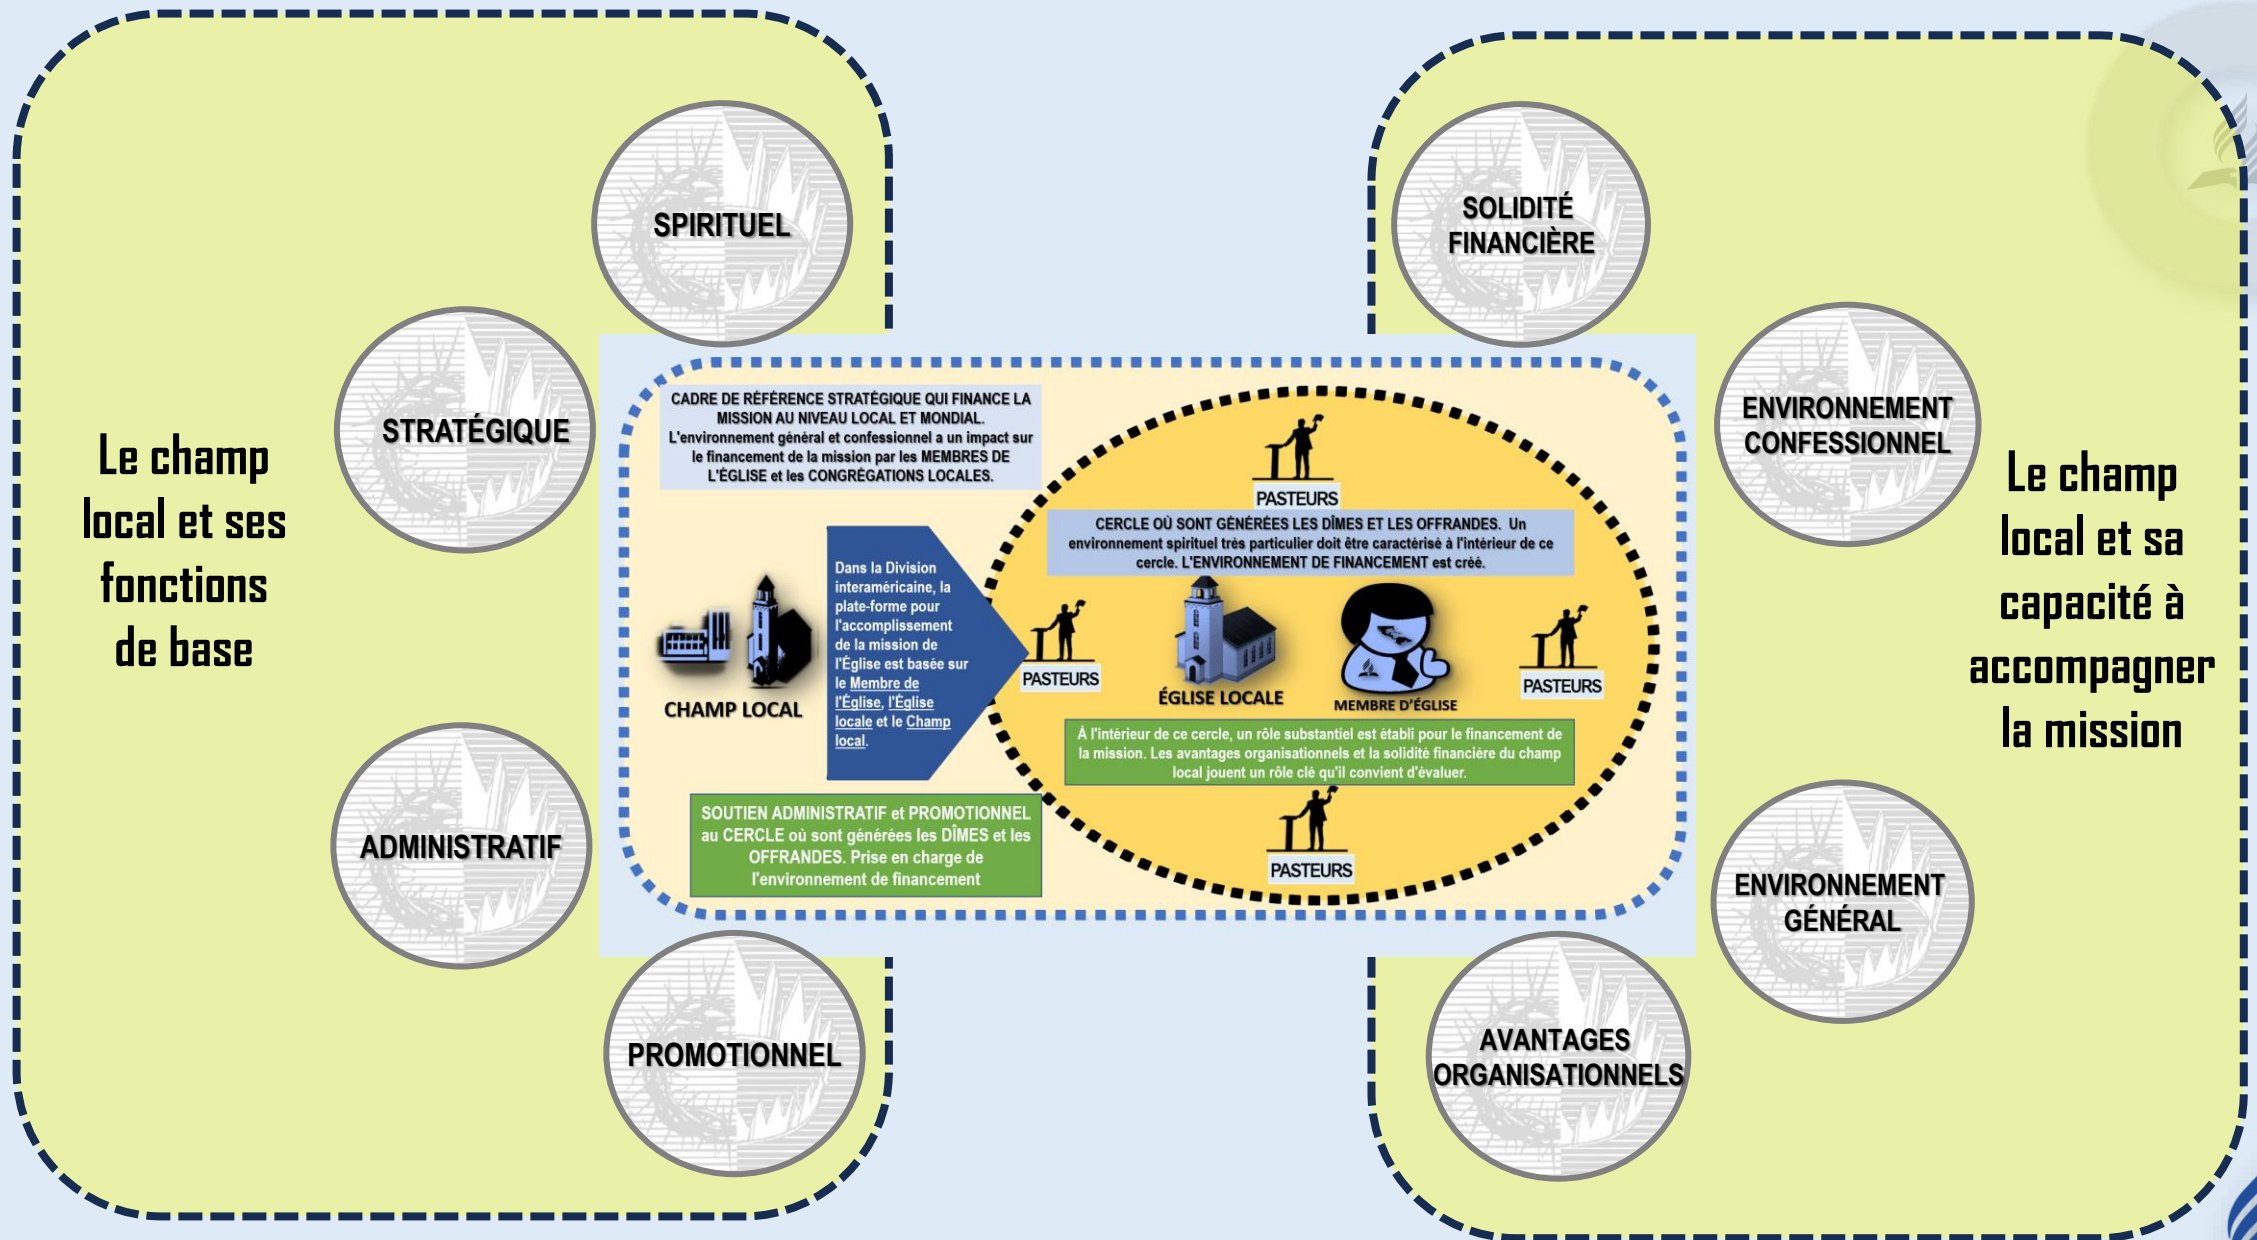 Le champ
local et ses
fonctions
de base
SPIRITUEL
STRATÉGIQUE
ADMINISTRATIF
PROMOTIONNEL
CADRE DE RÉFÉRENCE STRATÉGIQUE QUI FINANCE LA
MISSION AU NIVEAU LOCAL ET MONDIAL.
L'environnement général et confessionnel a un impact sur
le financement de la mission par les MEMBRES DE
L'ÉGLISE et les CONGRÉGATIONS LOCALES.
CHAMP LOCAL
Dans la Division
interaméricaine, la
plate-forme pour
l'accomplissement
de la mission de
l'Église est basée sur
le Membre de
l'Église, l'Église
locale et le Champ
local.
SOUTIEN ADMINISTRATIF et PROMOTIONNEL
au CERCLE où sont générées les DÎMES et les
OFFRANDES. Prise en charge de
l'environnement de financement
PASTEURS
CERCLE OÙ SONT GÉNÉRÉES LES DÎMES ET LES OFFRANDES. Un
environnement spirituel très particulier doit être caractérisé à l'intérieur de ce
cercle. L'ENVIRONNEMENT DE FINANCEMENT est créé.
PASTEURS
ÉGLISE LOCALE
MEMBRE D'ÉGLISE
PASTEURS
À l'intérieur de ce cercle, un rôle substantiel est établi pour le financement de
la mission. Les avantages organisationnels et la solidité financière du champ
local jouent un rôle clé qu'il convient d'évaluer.
PASTEURS
SOLIDITÉ
FINANCIÈRE
ENVIRONNEMENT
CONFESSIONNEL
ENVIRONNEMENT
GÉNÉRAL
AVANTAGES
ORGANISATIONNELS
Le champ
local et sa
capacité à
accompagner
la mission